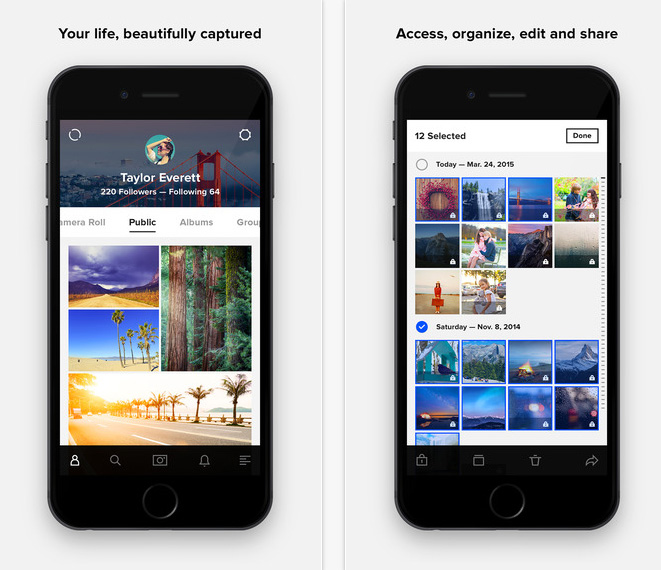 Your life, beautifully captured
Taylor Everett
220 Followers — Following 64
amera Roll
Public
Albums
Grou
Access, organize, edit and share
12 Selected
Done
Today — Mar. 24, 2015
Saturday — Nov. 8, 2014